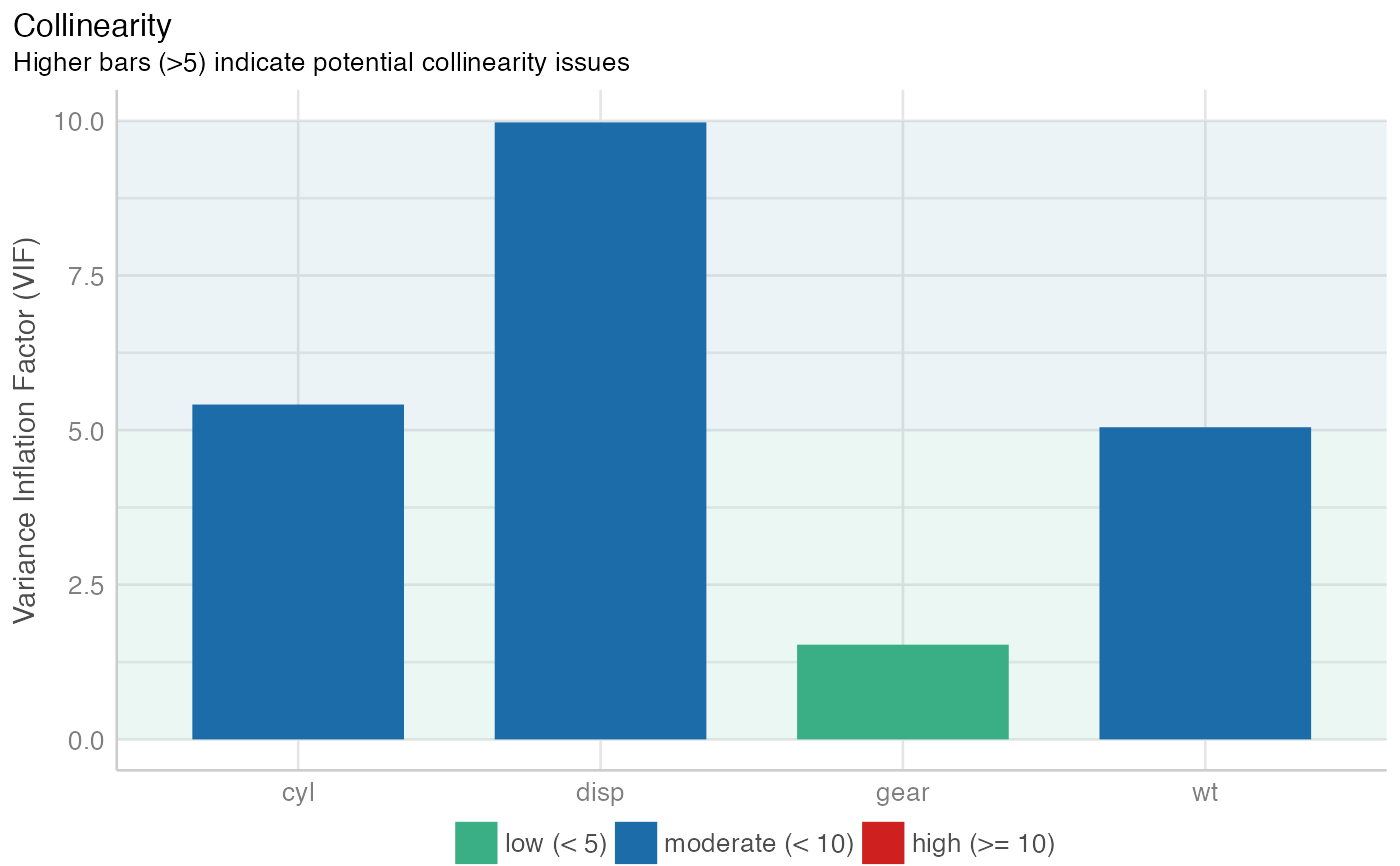 Collinearity
Higher bars (>5) indicate potential collinearity issues
Variance Inflation Factor (VIF)
10.0
7.5
5.0
2.5
0.0
cyl disp gear wt
low (< 5) moderate (< 10) high (>= 10)